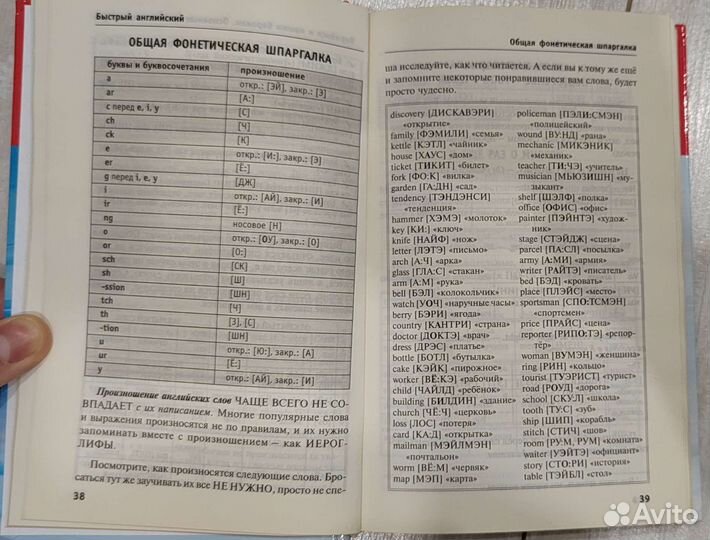 Быстрый английский
ОБЩАЯ ФОНЕТИЧЕСКАЯ ШПАРГАЛКА
буквы и буквосочетания произношение
a откр.: [ЭЙ], закр.: [З]
ar [А:]
c перед e, i, y [С]
ch [Ч]
ck [К]
e откр.: [И:], закр.: [Э]
er [Ё:]
g перед i, e, y [ДЖ]
i откр.: [АЙ], закр.: [И]
ir [Ё:]
ng носовое [Н]
o откр.: [ОУ], закр.: [О]
or [О:]
sch [СК]
sh [Ш]
-ssion [ШН]
tch [Ч]
th [З], [С]
-tion [ШН]
u откр.: [Ю:], закр.: [А]
ur [Ё:]
y откр.: [АЙ], закр.: [И]
Произношение английских слов ЧАЩЕ ВСЕГО НЕ СО-
ВПАДАЕТ с их написанием. Многие популярные слова
и выражения произносятся не по правилам, и их нужно
запоминать вместе с произношением — как ИЕРОГ-
ЛИФЫ.
Посмотрите, как произносятся следующие слова. Бро-
саться тут же заучивать их все НЕ НУЖНО, просто не спе-
38
Общая фонетическая шпаргалка
ша исследуйте, как что читается. А если вы к тому же ещё
и запомните некоторые понравившиеся вам слова, будет
просто чудесно.
discovery [ДИСКАВЭРИ]
«открытие»
family [ФЭМИЛИ] «семья»
kettle [КЭТЛ] «чайник»
house [ХАУС] «дом»
ticket [ТИКИТ] «билет»
fork [ФО:К] «вилка»
garden [ГА:ДН] «сад»
tendency [ТЭНДЭНСИ]
«тенденция»
hammer [ХЭМЭ] «молоток»
key [КИ:] «ключ»
knife [НАЙФ] «нож»
letter [ЛЭТЭ] «письмо»
arch [А:Ч] «арка»
glass [ГЛА:С] «стакан»
arm [А:М] «рука»
bell [БЭЛ] «колокольчик»
watch [УОЧ] «наручные часы»
berry [БЭРИ] «ягода»
country [КАНТРИ] «страна»
doctor [ДОКТЭ] «врач»
dress [ДРЭС] «платье»
bottle [БОТЛ] «бутылка»
cake [КЭЙК] «пирожное»
worker [ВЁ:КЭ] «рабочий»
child [ЧАЙЛД] «ребёнок»
building [БИЛДИН] «здание»
church [ЧЁ:Ч] «церковь»
loss [ЛОС] «потеря»
card [КА:Д] «открытка»
mailman [МЭЙЛМЭН]
«почтальон»
worm [ВЁ:М] «червяк»
map [МЭП] «карта»
policeman [ПЭЛИ:СМЭН]
«полицейский»
wound [ВУ:НД] «рана»
mechanic [МИКЭНИК]
«механик»
teacher [ТИ:ЧЭ] «учитель»
musician [МЬЮЗИШН] «му-
зыкант»
shelf [ШЭЛФ] «полка»
office [ОФИС] «офис»
painter [ПЭЙНТЭ] «худож-
ник»
stage [СТЭЙДЖ] «сцена»
parcel [ПА:СЛ] «посылка»
army [А:МИ] «армия»
writer [РАЙТЭ] «писатель»
bed [БЭД] «кровать»
place [ПЛЭЙС] «место»
sportsman [СПО:ТСМЭН]
«спортсмен»
price [ПРАЙС] «цена»
reporter [РИПО:ТЭ] «репор-
тёр»
woman [ВУМЭН] «женщина»
ring [РИН] «кольцо»
tourist [ТУЭРИСТ] «турист»
road [РОУД] «дорога»
school [СКУ:Л] «школа»
tooth [ТУ:С] «зуб»
ship [ШИП] «корабль»
stitch [СТИЧ] «шов»
room [РУ:М, РУМ] «комната»
waiter [УЭЙТЭ] «официант»
story [СТО:РИ] «история»
table [ТЭЙБЛ] «стол»
39
Avito